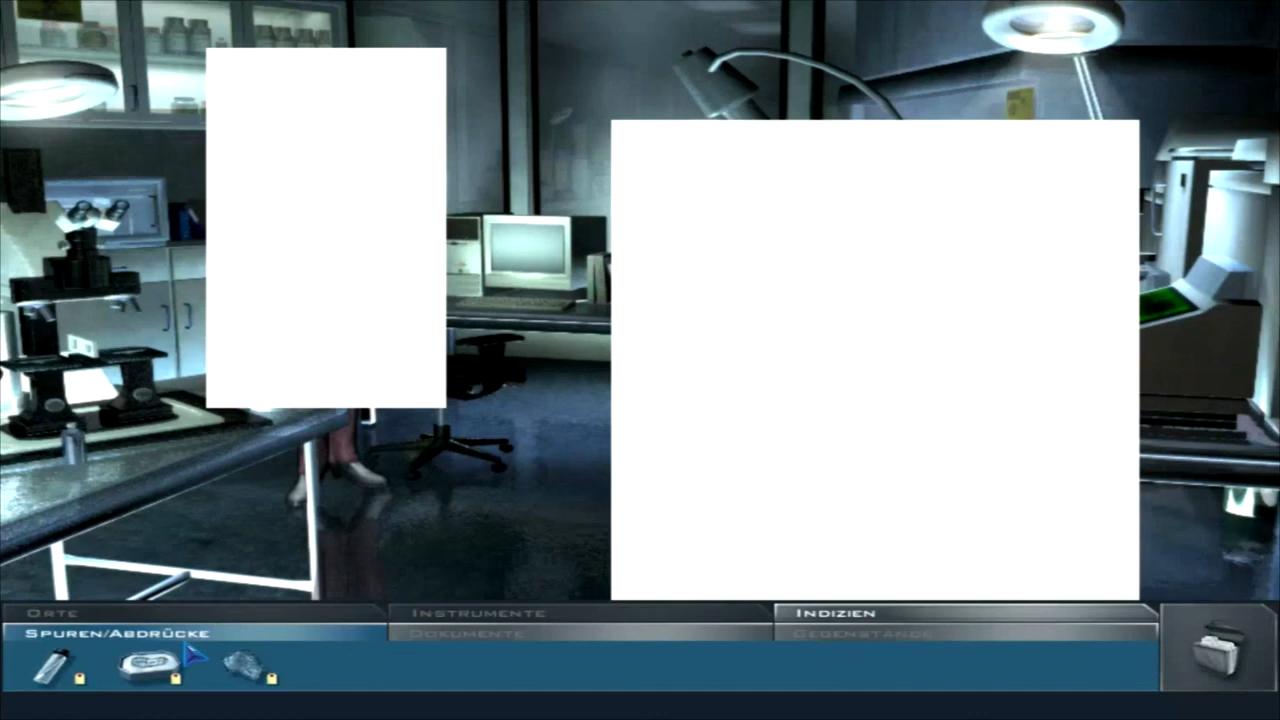 Orte
Instrumente
Indizien
Spuren/Abdrücke
Dokumente
Gegenstände